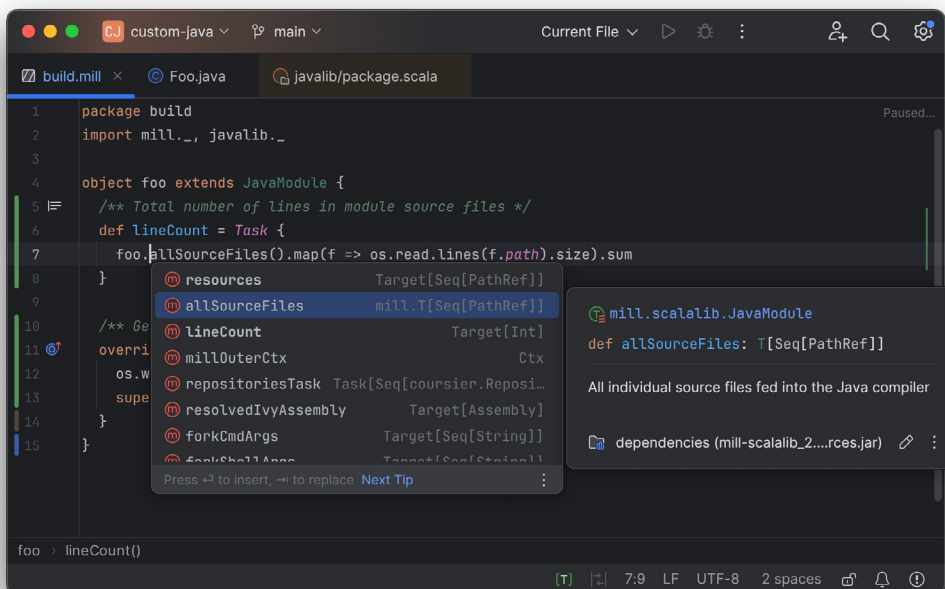 CJ custom-java main Current File
build.mill Foo.java javalib/package.scala
Paused...
1 package build
2 import mill._, javalib._
3
4 object foo extends JavaModule {
5 /** Total number of lines in module source files */
6 def lineCount = Task {
7 foo.allSourceFiles().map(f => os.read.lines(f.path).size).sum
8 }
9
10 /** Ge
11 overri
12 os.w
13 supe
14 }
15 }
resources Target[Seq[PathRef]]
allSourceFiles mill.T[Seq[PathRef]]
lineCount Target[Int]
millOuterCtx Ctx
repositoriesTask Task[Seq[coursier.Reposi...
resolvedIvyAssembly Target[Assembly]
forkCmdArgs Target[Seq[String]]
forkShellArgs Target[Seq[String]]
Press ↵ to insert, ⇥ to replace Next Tip
mill.scalalib.JavaModule
def allSourceFiles: T[Seq[PathRef]]
All individual source files fed into the Java compiler
dependencies (mill-scalalib_2....rces.jar)
foo › lineCount()
[T] 7:9 LF UTF-8 2 spaces